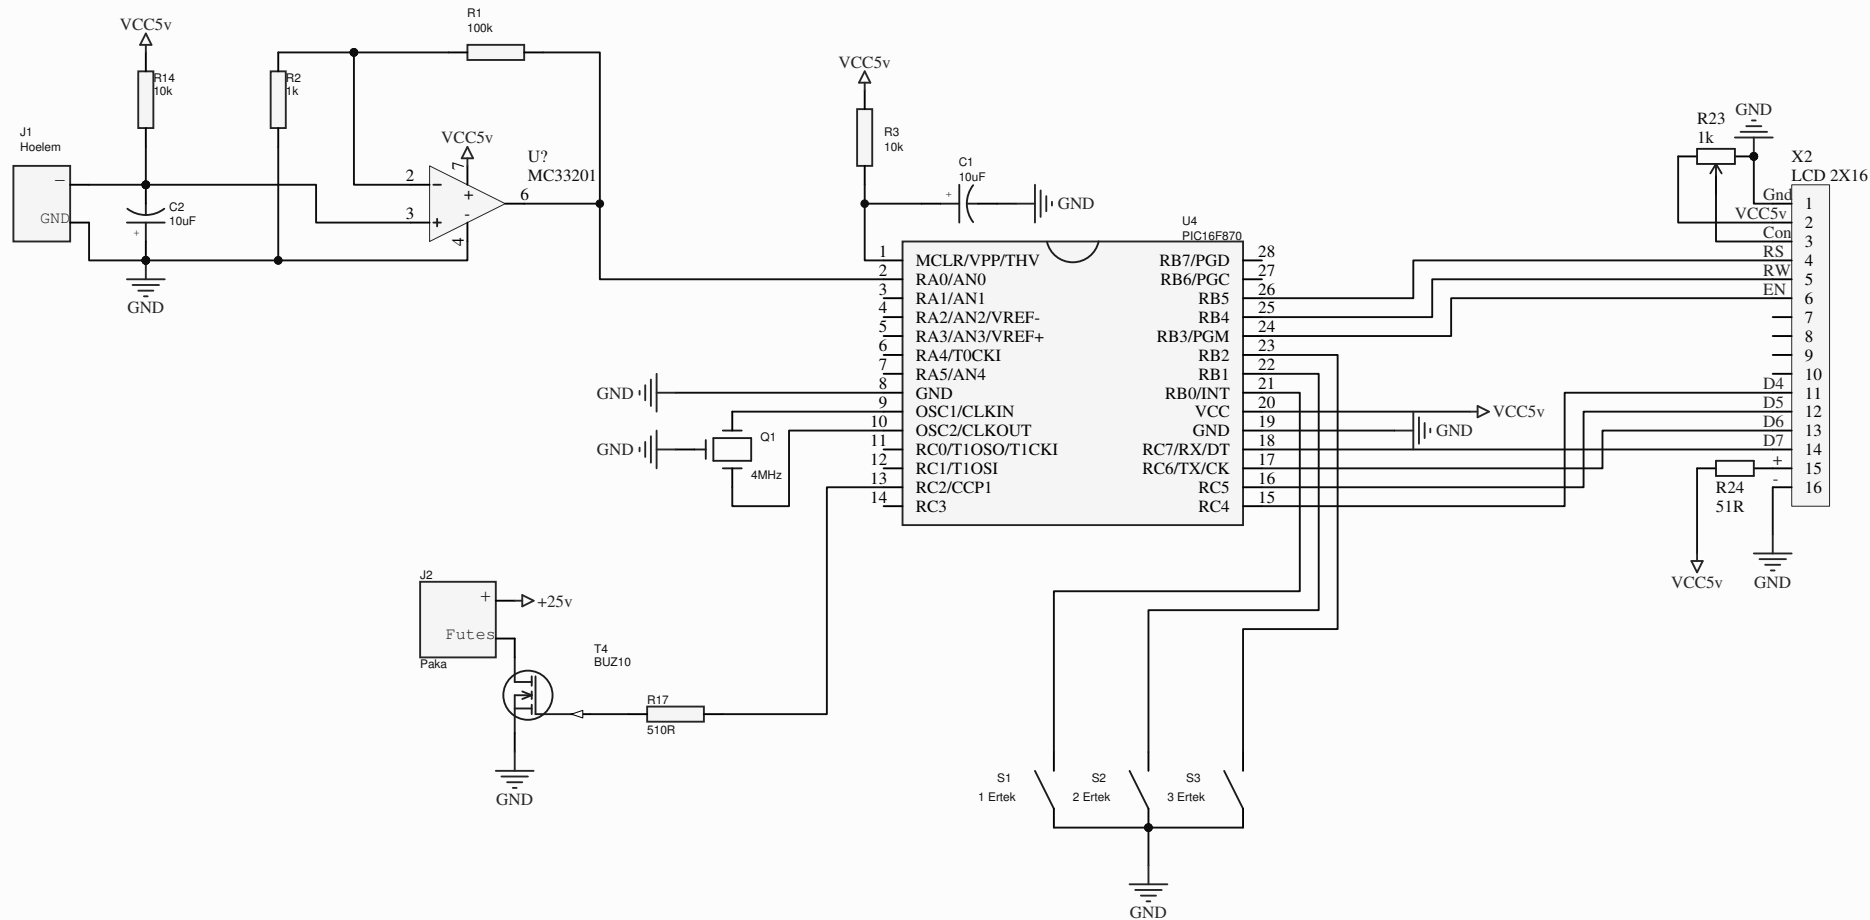 VCC5v
R14
10k
J1
Hoelem
−
GND
C2
10uF
+
GND
R2
1k
R1
100k
VCC5v
U?
MC33201
7
2
3
6
4
−
+
+
-
VCC5v
R3
10k
C1
10uF
+
GND
U4
PIC16F870
1 MCLR/VPP/THV RB7/PGD 28
2 RA0/AN0 RB6/PGC 27
3 RA1/AN1 RB5 26
4 RA2/AN2/VREF- RB4 25
5 RA3/AN3/VREF+ RB3/PGM 24
6 RA4/T0CKI RB2 23
7 RA5/AN4 RB1 22
8 GND RB0/INT 21
9 OSC1/CLKIN VCC 20
10 OSC2/CLKOUT GND 19
11 RC0/T1OSO/T1CKI RC7/RX/DT 18
12 RC1/T1OSI RC6/TX/CK 17
13 RC2/CCP1 RC5 16
14 RC3 RC4 15
GND
GND
Q1
4MHz
VCC5v
GND
R23
1k
GND
X2
LCD 2X16
Gnd 1
VCC5v 2
Con 3
RS 4
RW 5
EN 6
7
8
9
10
D4 11
D5 12
D6 13
D7 14
+ 15
- 16
R24
51R
VCC5v
GND
J2
+
+25v
Futes
Paka
T4
BUZ10
R17
510R
GND
S1
1 Ertek
S2
2 Ertek
S3
3 Ertek
GND